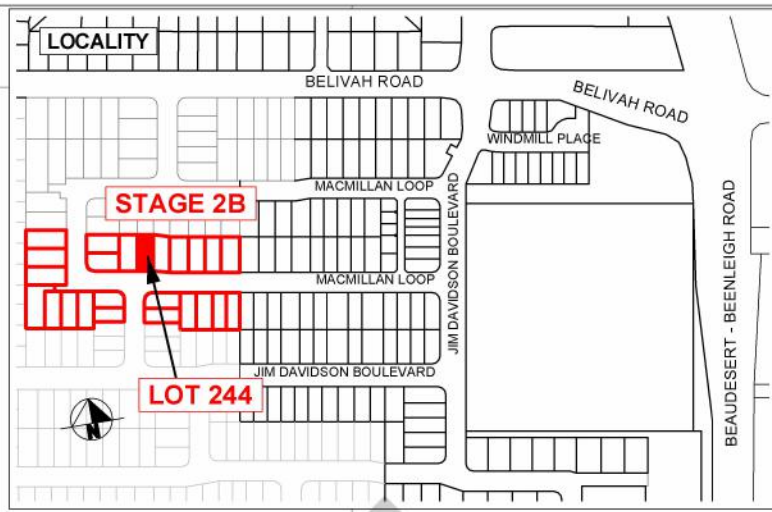 LOCALITY
BELIVAH ROAD
BELIVAH ROAD
WINDMILL PLACE
MACMILLAN LOOP
STAGE 2B
JIM DAVIDSON BOULEVARD
BEAUDESERT - BEENLEIGH ROAD
MACMILLAN LOOP
JIM DAVIDSON BOULEVARD
LOT 244
N